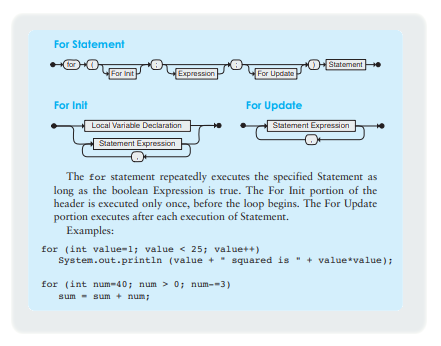 For Statement
for ( ; ; ) Statement
For Init Expression For Update
For Init For Update
Local Variable Declaration Statement Expression
Statement Expression ,
,
The for statement repeatedly executes the specified Statement as
long as the boolean Expression is true. The For Init portion of the
header is executed only once, before the loop begins. The For Update
portion executes after each execution of Statement.
Examples:
for (int value=1; value < 25; value++)
System.out.println (value + " squared is " + value*value);
for (int num=40; num > 0; num-=3)
sum = sum + num;